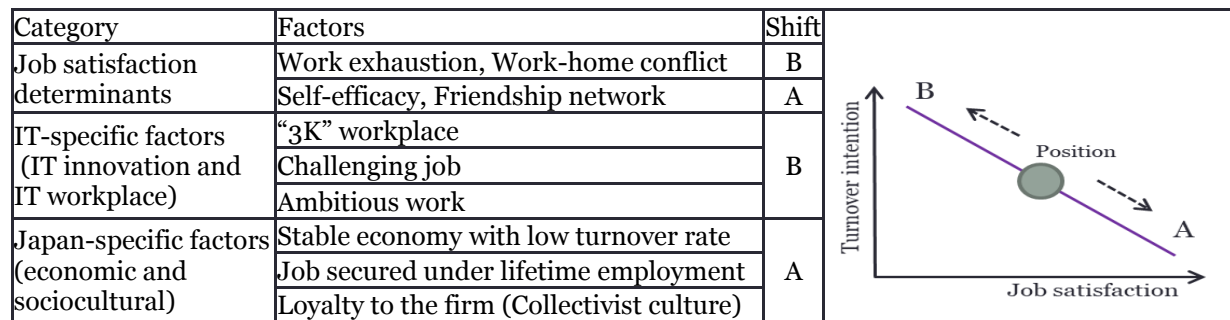 Category Factors Shift
Job satisfaction determinants
Work exhaustion, Work-home conflict B
Self-efficacy, Friendship network A
IT-specific factors
(IT innovation and
IT workplace)
“3K” workplace
Challenging job
Ambitious work
B
Japan-specific factors
(economic and
sociocultural)
Stable economy with low turnover rate
Job secured under lifetime employment
Loyalty to the firm (Collectivist culture)
A
Turnover intention
B
Position
A
Job satisfaction